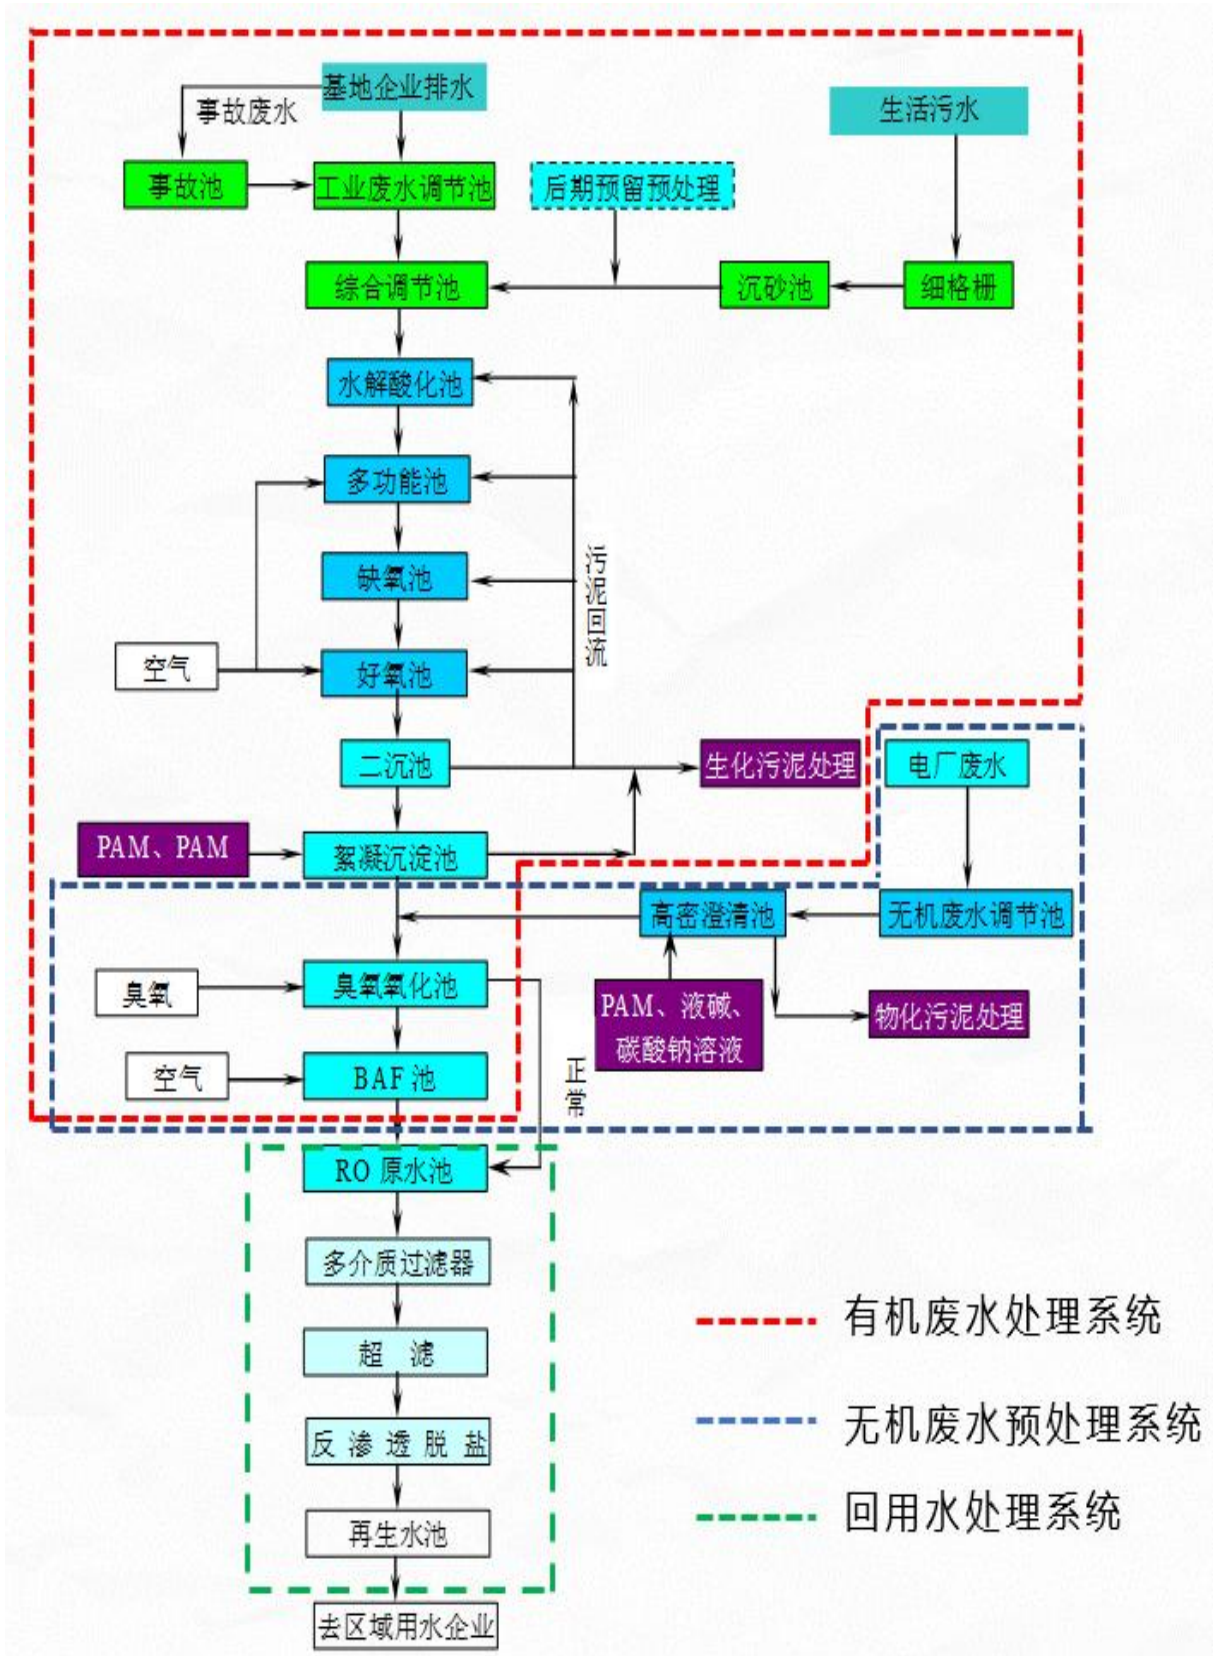 基地企业排水
事故废水
生活污水
事故池
工业废水调节池
后期预留预处理
综合调节池
沉砂池
细格栅
水解酸化池
多功能池
缺氧池
污泥回流
空气
好氧池
二沉池
生化污泥处理
电厂废水
PAM、PAM
絮凝沉淀池
高密澄清池
无机废水调节池
臭氧
臭氧氧化池
PAM、液碱、
碳酸钠溶液
物化污泥处理
空气
BAF 池
正常
RO 原水池
多介质过滤器
超 滤
反 渗 透 脱 盐
再生水池
去区域用水企业
有机废水处理系统
无机废水预处理系统
回用水处理系统